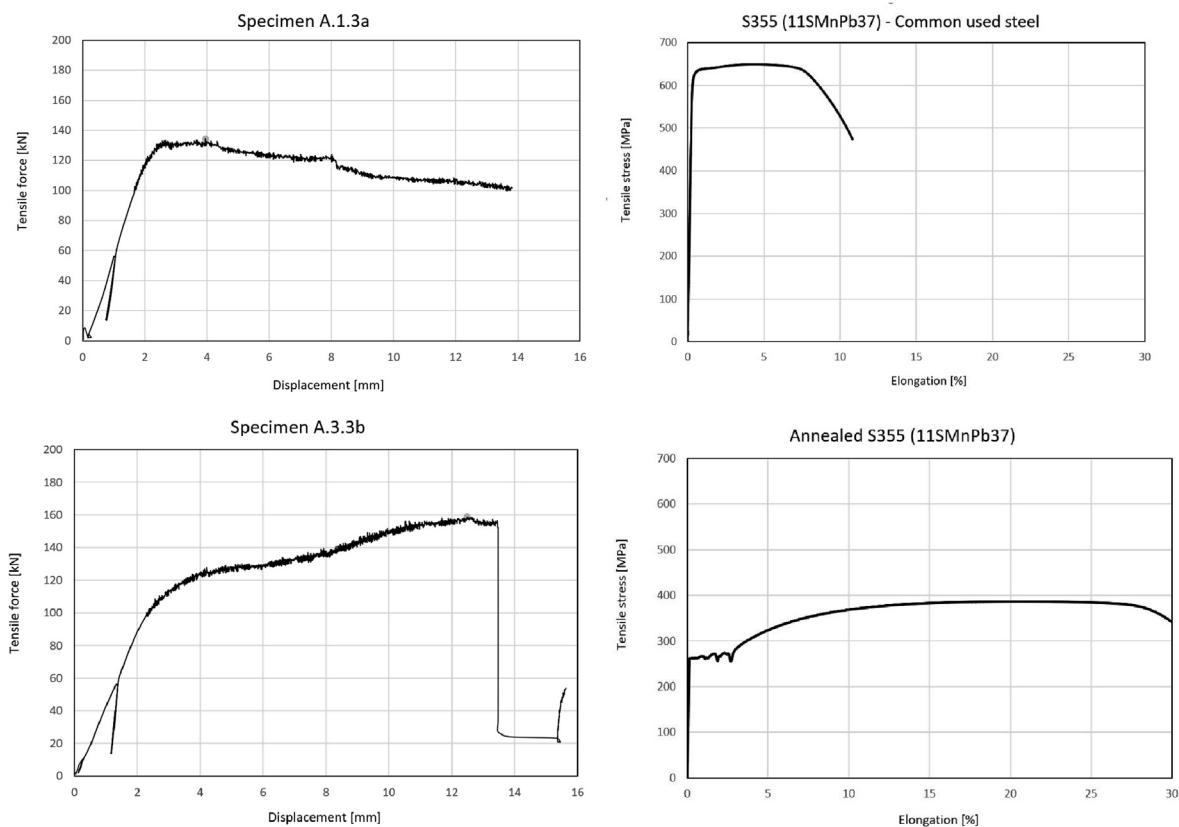 Specimen A.1.3a
Tensile force [kN]
200
180
160
140
120
100
80
60
40
20
0
0 2 4 6 8 10 12 14 16
Displacement [mm]
S355 (11SMnPb37) - Common used steel
Tensile stress [MPa]
700
600
500
400
300
200
100
0
0 5 10 15 20 25 30
Elongation [%]
Specimen A.3.3b
Tensile force [kN]
200
180
160
140
120
100
80
60
40
20
0
0 2 4 6 8 10 12 14 16
Displacement [mm]
Annealed S355 (11SMnPb37)
Tensile stress [MPa]
700
600
500
400
300
200
100
0
0 5 10 15 20 25 30
Elongation [%]